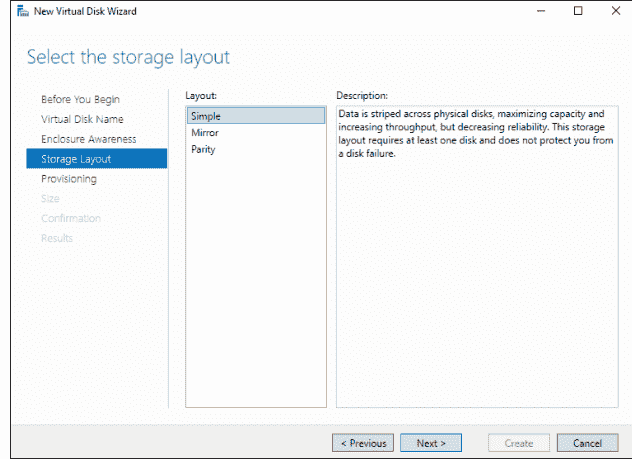 New Virtual Disk Wizard
Select the storage layout
Before You Begin
Virtual Disk Name
Enclosure Awareness
Storage Layout
Provisioning
Size
Confirmation
Results
Layout:
Simple
Mirror
Parity
Description:
Data is striped across physical disks, maximizing capacity and
increasing throughput, but decreasing reliability. This storage
layout requires at least one disk and does not protect you from
a disk failure.
< Previous
Next >
Create
Cancel